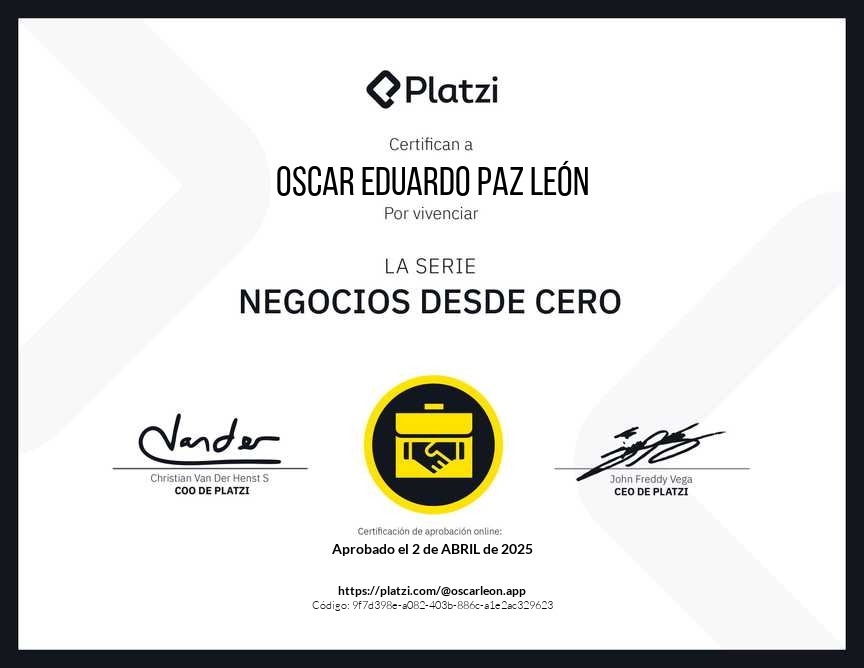 Platzi
Certifican a
OSCAR EDUARDO PAZ LEÓN
Por vivenciar
LA SERIE
NEGOCIOS DESDE CERO
Vander
Christian Van Der Henst S
COO DE PLATZI
John Freddy Vega
CEO DE PLATZI
Certificación de aprobación online:
Aprobado el 2 de ABRIL de 2025
https://platzi.com/@oscarleon.app
Código: 9f7d398e-a082-403b-886c-a1e2ac329623